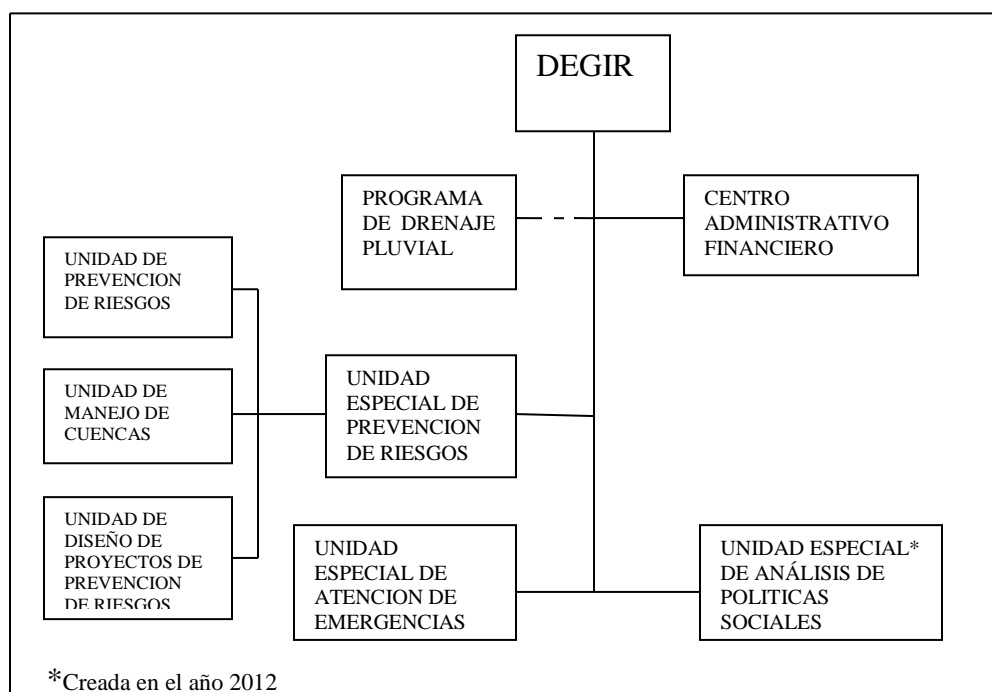 DEGIR
PROGRAMA
DE DRENAJE
PLUVIAL
CENTRO
ADMINISTRATIVO
FINANCIERO
UNIDAD DE
PREVENCION
DE RIESGOS
UNIDAD DE
MANEJO DE
CUENCAS
UNIDAD
ESPECIAL DE
PREVENCION
DE RIESGOS
UNIDAD DE
DISEÑO DE
PROYECTOS DE
PREVENCION
DE RIESGOS
UNIDAD
ESPECIAL DE
ATENCION DE
EMERGENCIAS
UNIDAD ESPECIAL*
DE ANÁLISIS DE
POLITICAS
SOCIALES
*Creada en el año 2012